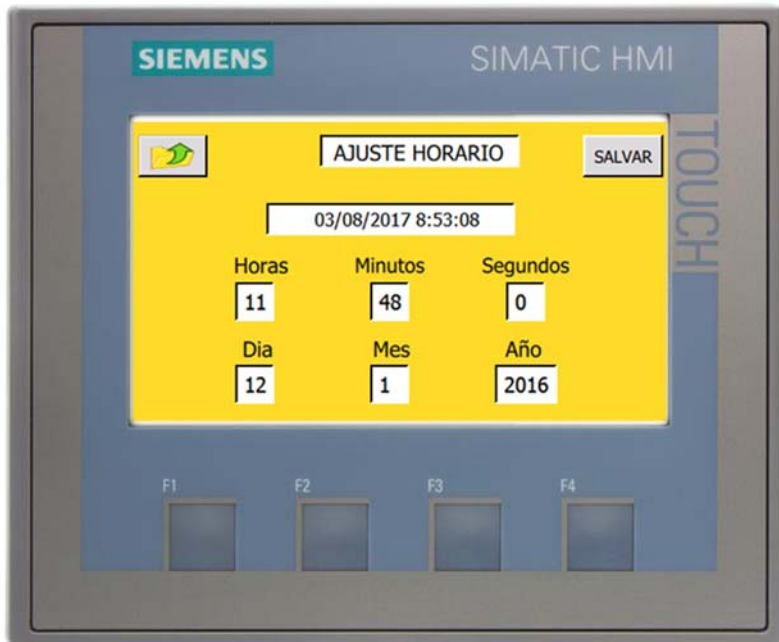 SIEMENS
SIMATIC HMI
TOUCH
AJUSTE HORARIO
SALVAR
03/08/2017 8:53:08
Horas Minutos Segundos
11 48 0
Dia Mes Año
12 1 2016
F1 F2 F3 F4